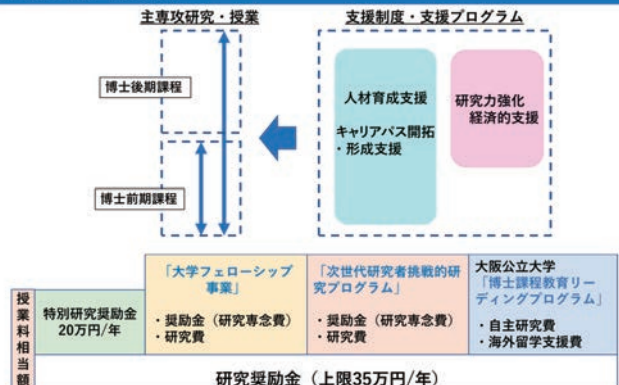 主専攻研究・授業
支援制度・支援プログラム
博士後期課程
博士前期課程
人材育成支援
キャリアパス開拓
・形成支援
研究力強化
経済的支援
授業料相当額
特別研究奨励金
20万円/年
「大学フェローシップ
事業」
・奨励金（研究専念費）
・研究費
「次世代研究者挑戦的研
究プログラム」
・奨励金（研究専念費）
・研究費
大阪公立大学
「博士課程教育リー
ディングプログラム」
・自主研究費
・海外留学支援費
研究奨励金（上限35万円/年）